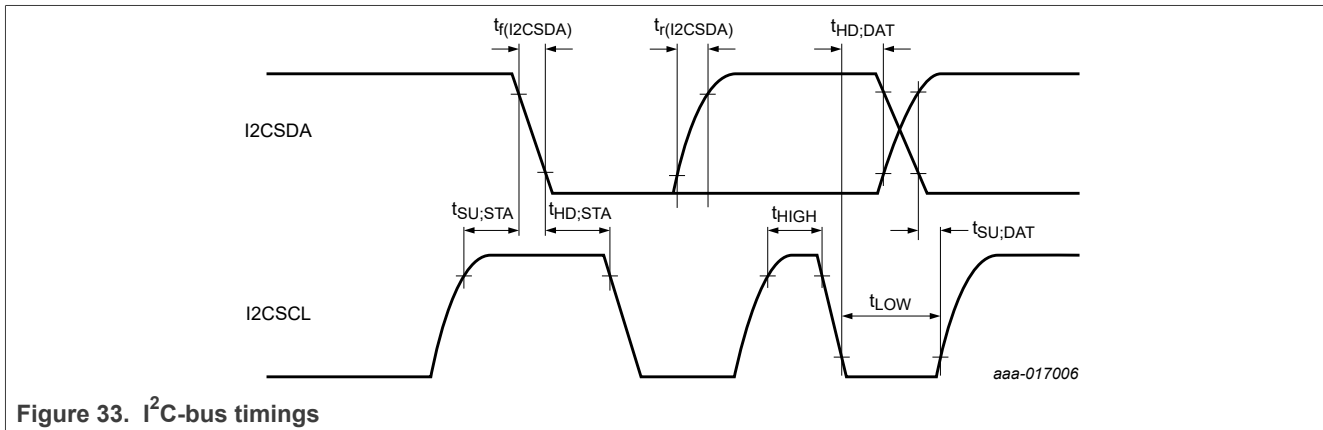 tf(I2CSDA) tr(I2CSDA) tHD;DAT
I2CSDA
tSU;STA tHD;STA tHIGH tSU;DAT
tLOW
I2CSCL
aaa-017006
Figure 33. I²C-bus timings